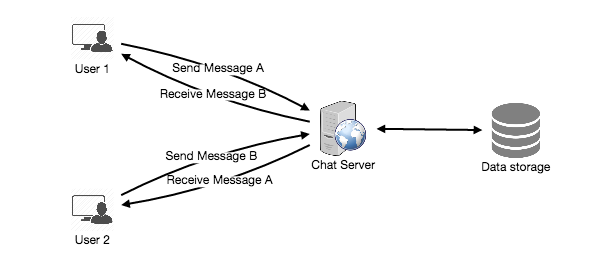 User 1
Send Message A
Receive Message B
Chat Server
Data storage
Send Message B
Receive Message A
User 2